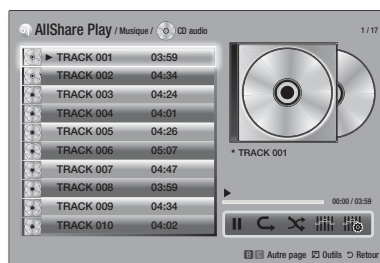 AllShare Play / Musique / CD audio 1 / 17
► TRACK 001 03:59
TRACK 002 04:34
TRACK 003 04:24
TRACK 004 04:01
TRACK 005 04:26
TRACK 006 05:07
TRACK 007 04:47
TRACK 008 03:59
TRACK 009 04:34
TRACK 010 04:02
* TRACK 001
00:00 / 03:59
B C Autre page Outils Retour